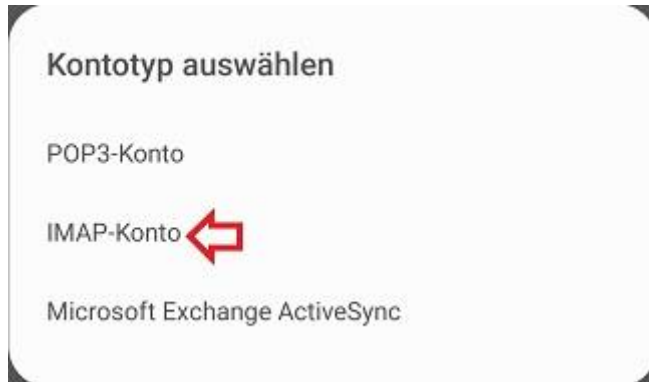 Kontotyp auswählen
POP3-Konto
IMAP-Konto
Microsoft Exchange ActiveSync